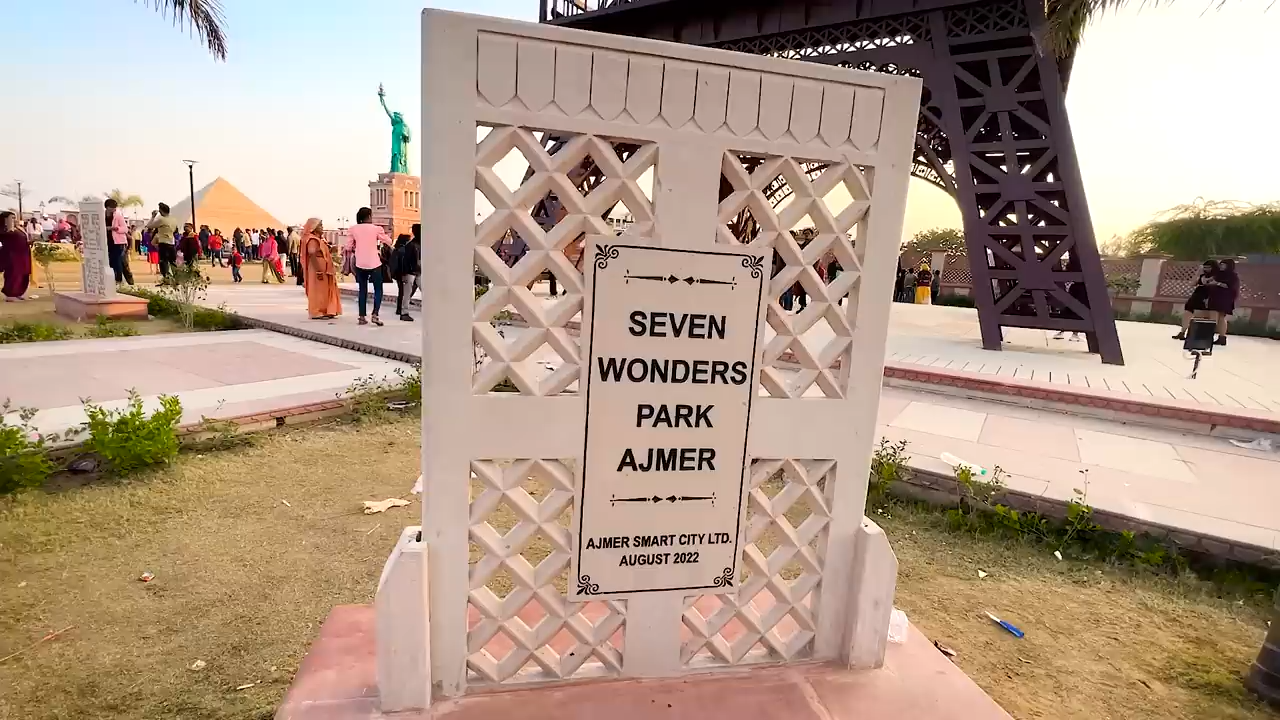 SEVEN
WONDERS
PARK
AJMER
AJMER SMART CITY LTD.
AUGUST 2022